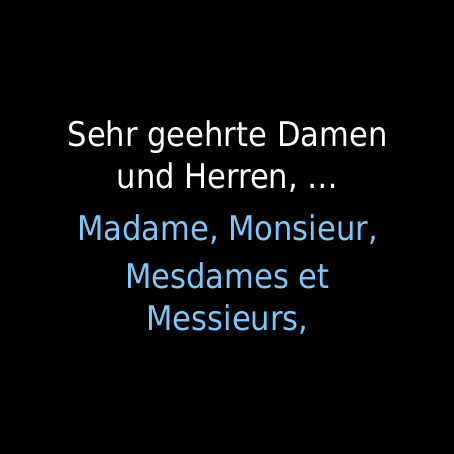 Sehr geehrte Damen
und Herren, ...
Madame, Monsieur,
Mesdames et
Messieurs,